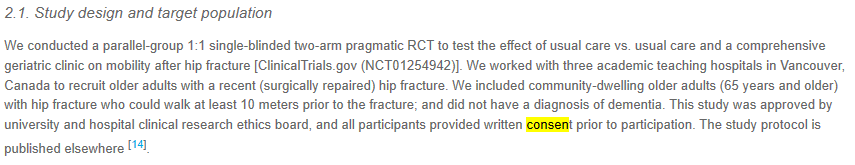 2.1. Study design and target population
We conducted a parallel-group 1:1 single-blinded two-arm pragmatic RCT to test the effect of usual care vs. usual care and a comprehensive
geriatric clinic on mobility after hip fracture [ClinicalTrials.gov (NCT01254942)]. We worked with three academic teaching hospitals in Vancouver,
Canada to recruit older adults with a recent (surgically repaired) hip fracture. We included community-dwelling older adults (65 years and older)
with hip fracture who could walk at least 10 meters prior to the fracture; and did not have a diagnosis of dementia. This study was approved by
university and hospital clinical research ethics board, and all participants provided written consent prior to participation. The study protocol is
published elsewhere [14].